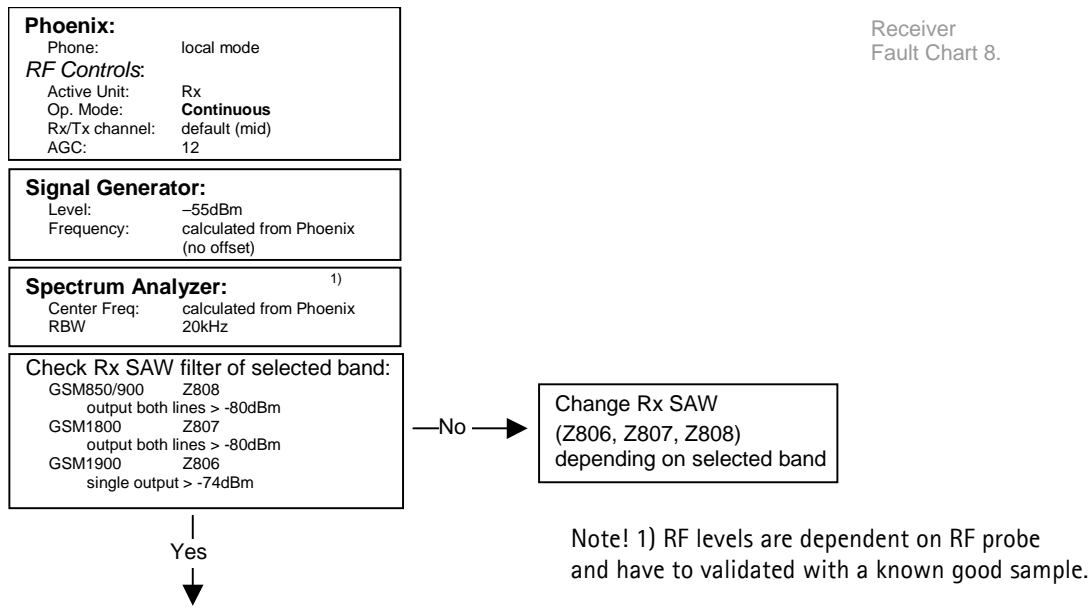 Phoenix:
Phone: local mode
RF Controls:
Active Unit: Rx
Op. Mode: Continuous
Rx/Tx channel: default (mid)
AGC: 12
Receiver
Fault Chart 8.
Signal Generator:
Level: –55dBm
Frequency: calculated from Phoenix
(no offset)
Spectrum Analyzer: 1)
Center Freq: calculated from Phoenix
RBW 20kHz
Check Rx SAW filter of selected band:
GSM850/900 Z808
output both lines > -80dBm
GSM1800 Z807
output both lines > -80dBm
GSM1900 Z806
single output > -74dBm
No
Change Rx SAW
(Z806, Z807, Z808)
depending on selected band
Yes
Note! 1) RF levels are dependent on RF probe
and have to validated with a known good sample.